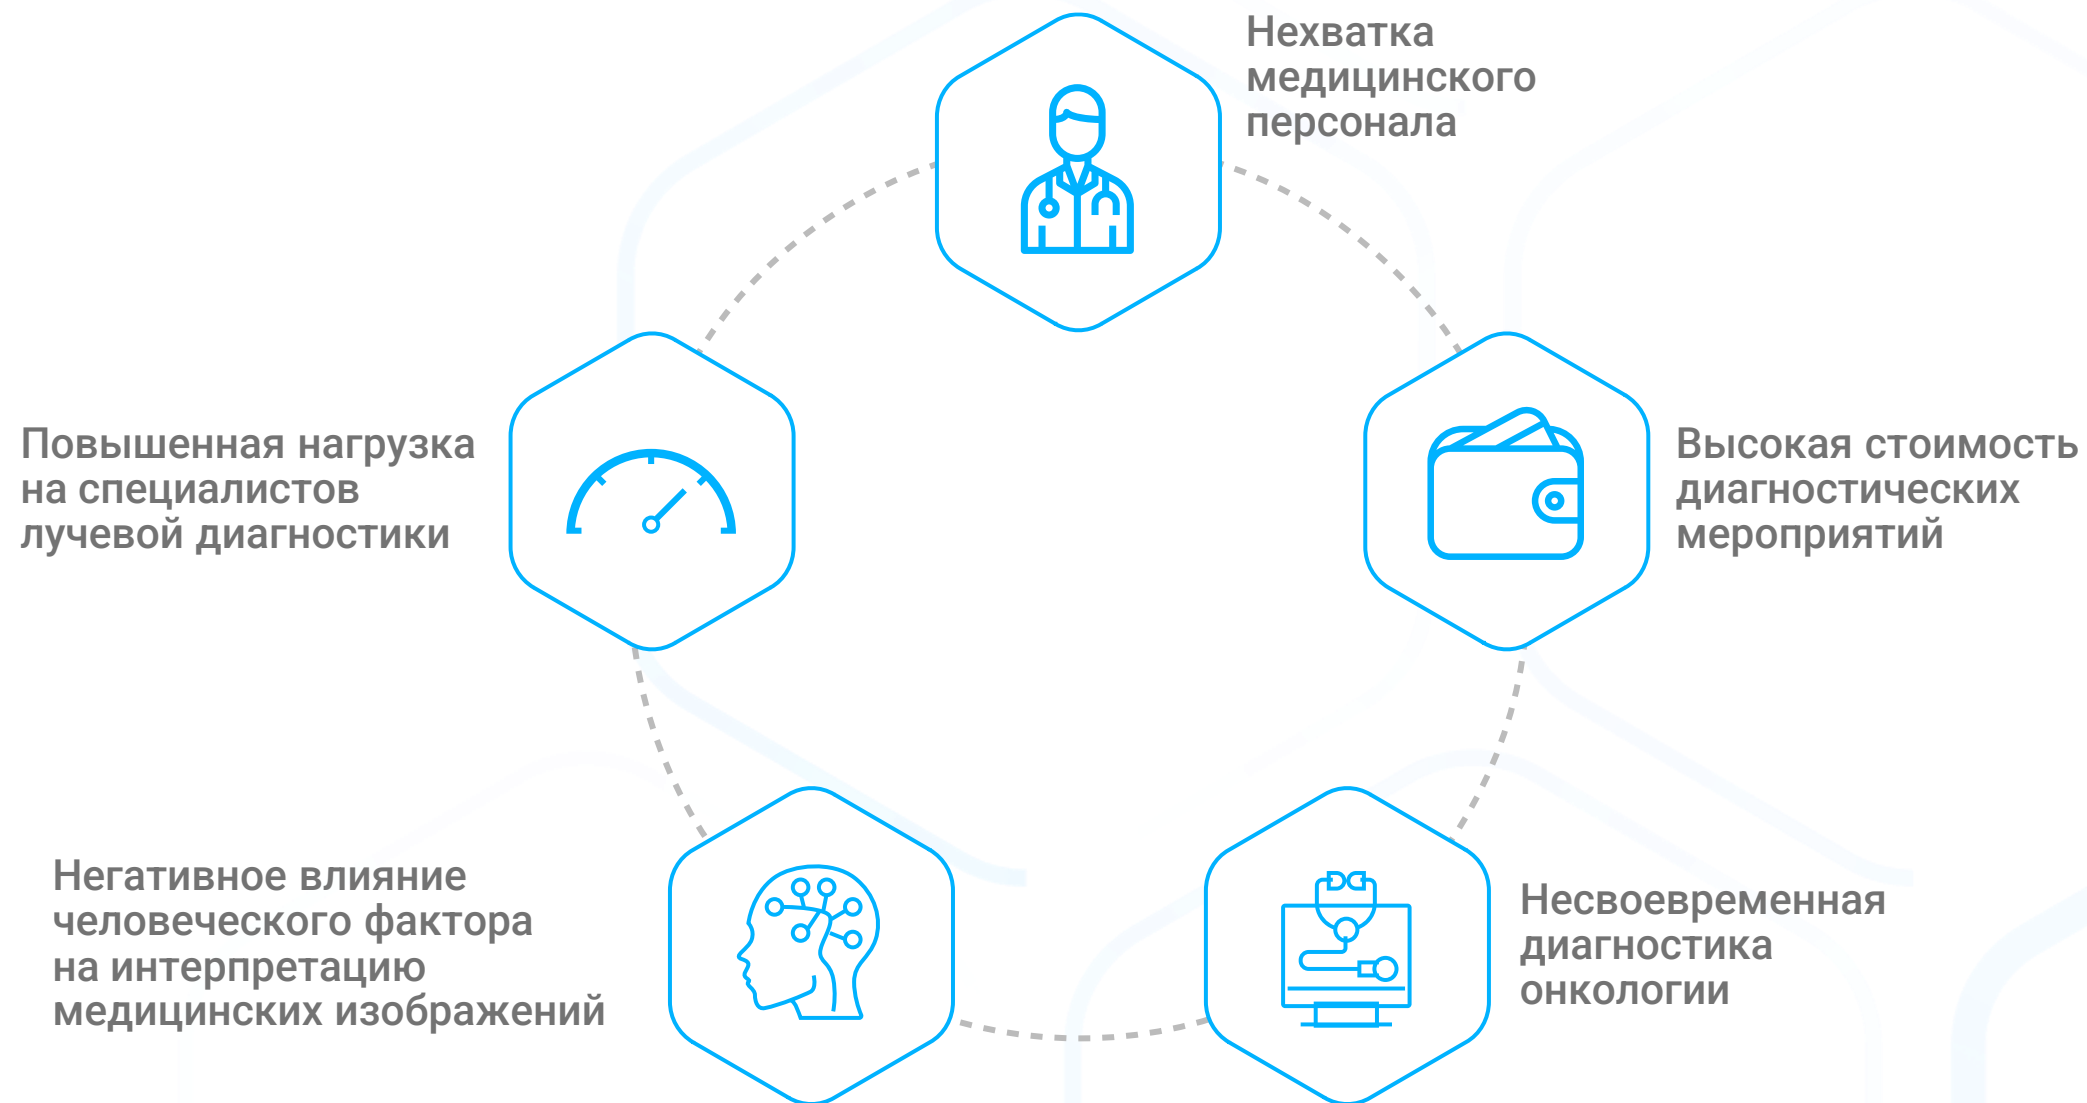 Нехватка
медицинского
персонала
Повышенная нагрузка
на специалистов
лучевой диагностики
Высокая стоимость
диагностических
мероприятий
Негативное влияние
человеческого фактора
на интерпретацию
медицинских изображений
Несвоевременная
диагностика
онкологии